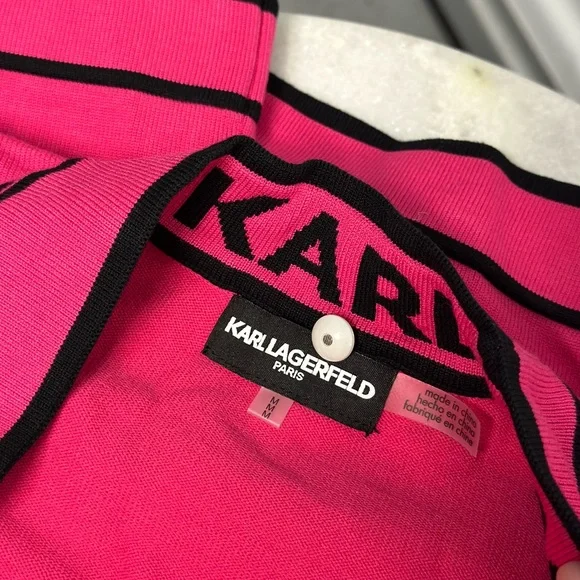 KARL
KARL LAGERFELD
PARIS
M
M
M
made in china
hecho en china
fabriqué en chine